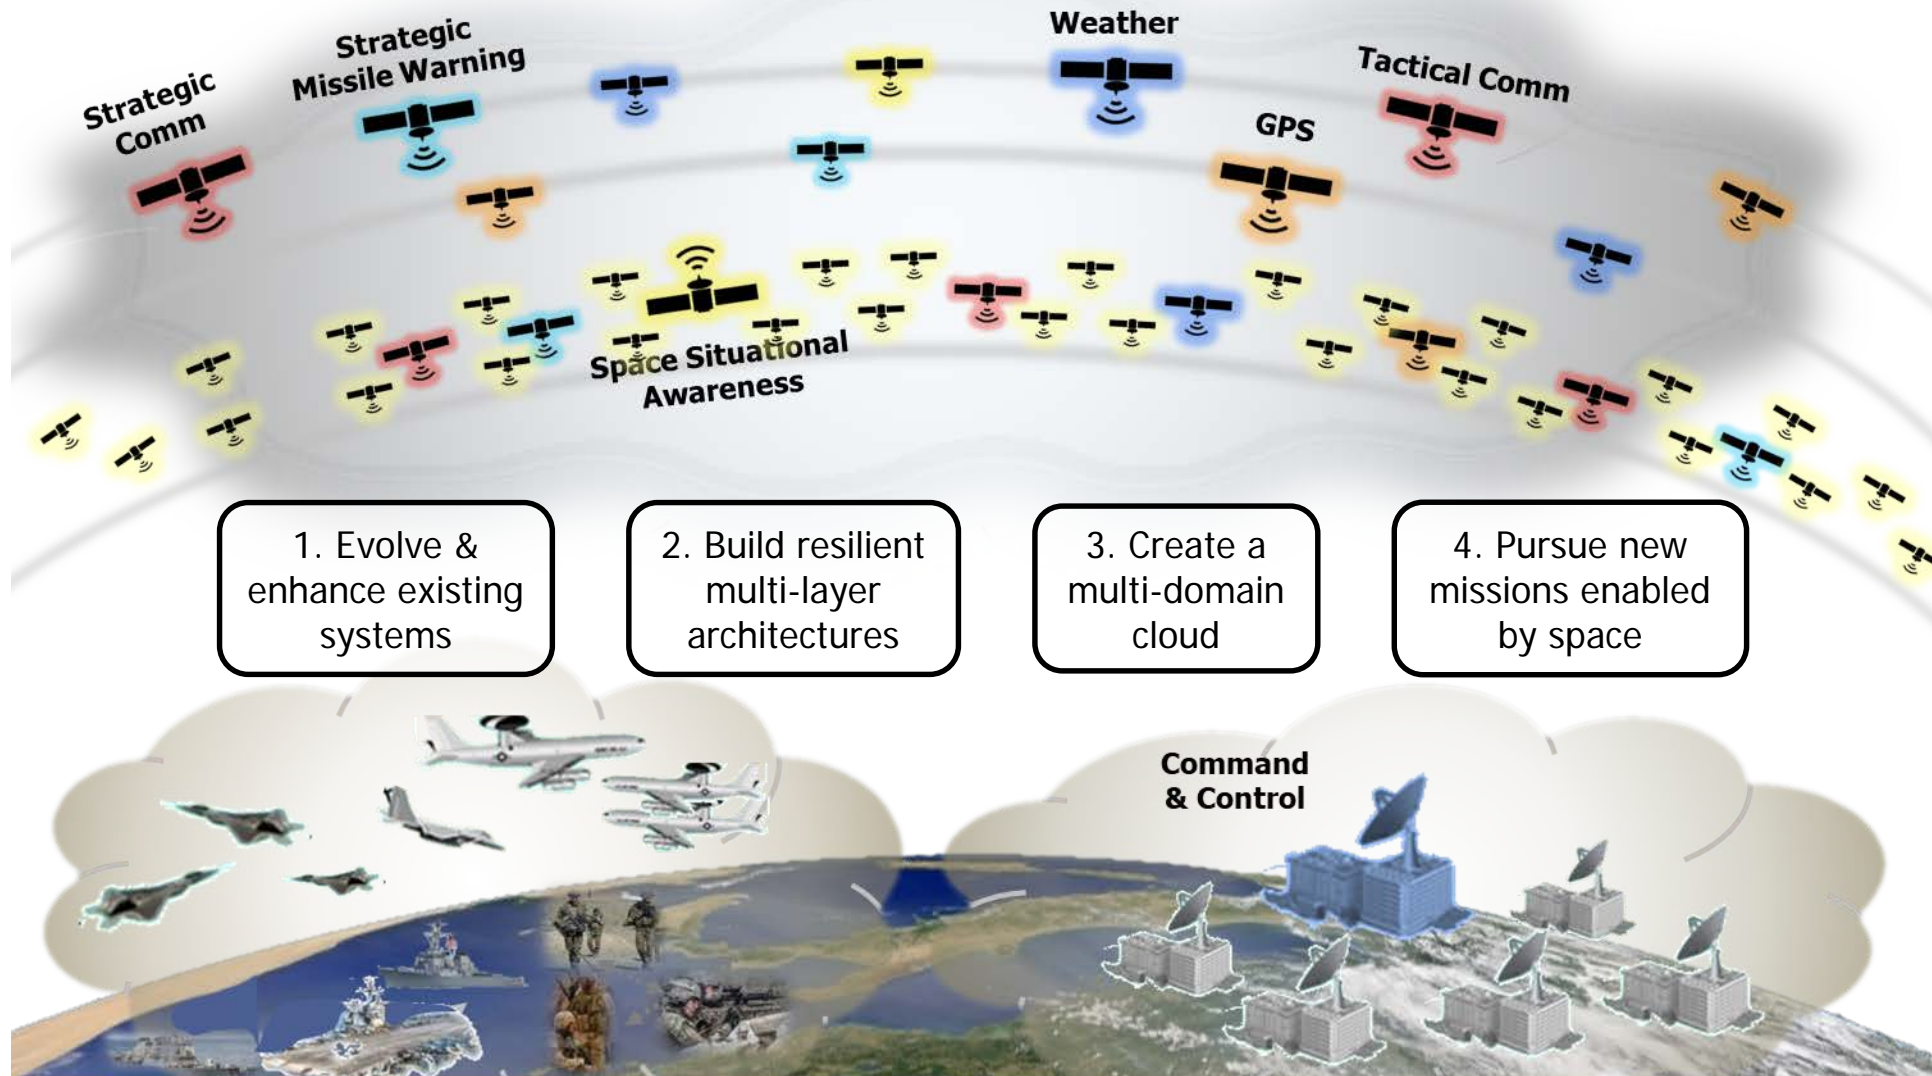 Strategic
Comm
Strategic
Missile Warning
Weather
GPS
Tactical Comm
Space Situational
Awareness
1. Evolve &
enhance existing
systems
2. Build resilient
multi-layer
architectures
3. Create a
multi-domain
cloud
4. Pursue new
missions enabled
by space
Command
& Control